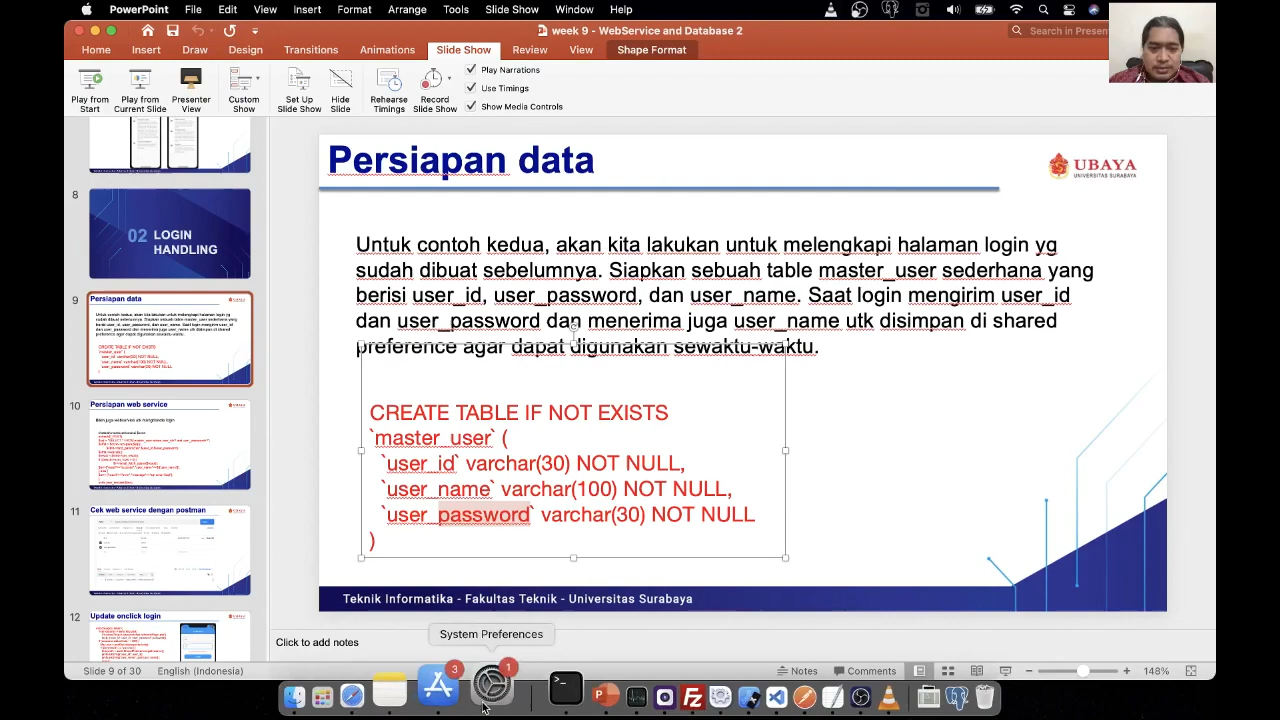 PowerPoint File Edit View Insert Format Arrange Tools Slide Show Window Help
week 9 - WebService and Database 2
Search in Presen
Home Insert Draw Design Transitions Animations Slide Show Review View Shape Format
Play from Start
Play from Current Slide
Presenter View
Custom Show
Set Up Slide Show
Hide Slide
Rehearse Timings
Record Slide Show
Play Narrations
Use Timings
Show Media Controls
8
02 LOGIN
HANDLING
9
Persiapan data
10
Persiapan web service
11
Cek web service dengan postman
12
Update onclick login
Persiapan data
UBAYA
UNIVERSITAS SURABAYA
Untuk contoh kedua, akan kita lakukan untuk melengkapi halaman login yg
sudah dibuat sebelumnya. Siapkan sebuah table master_user sederhana yang
berisi user_id, user_password, dan user_name. Saat login mengirim user_id
dan user_password dan menerima juga user_name utk disimpan di shared
preference agar dapat digunakan sewaktu-waktu.
CREATE TABLE IF NOT EXISTS
`master_user` (
`user_id` varchar(30) NOT NULL,
`user_name` varchar(100) NOT NULL,
`user_password` varchar(30) NOT NULL
)
Teknik Informatika - Fakultas Teknik - Universitas Surabaya
System Preferences
add notes
Slide 9 of 30 English (Indonesia)
Notes Comments 148%
3
1